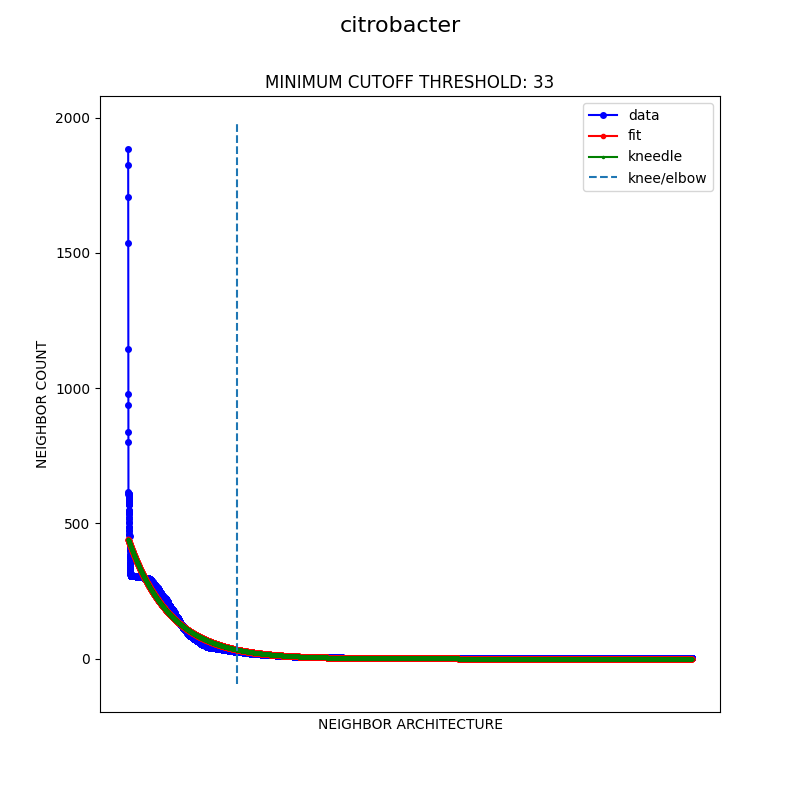 citrobacter
MINIMUM CUTOFF THRESHOLD: 33
data
fit
kneedle
knee/elbow
2000
1500
1000
500
0
NEIGHBOR COUNT
NEIGHBOR ARCHITECTURE